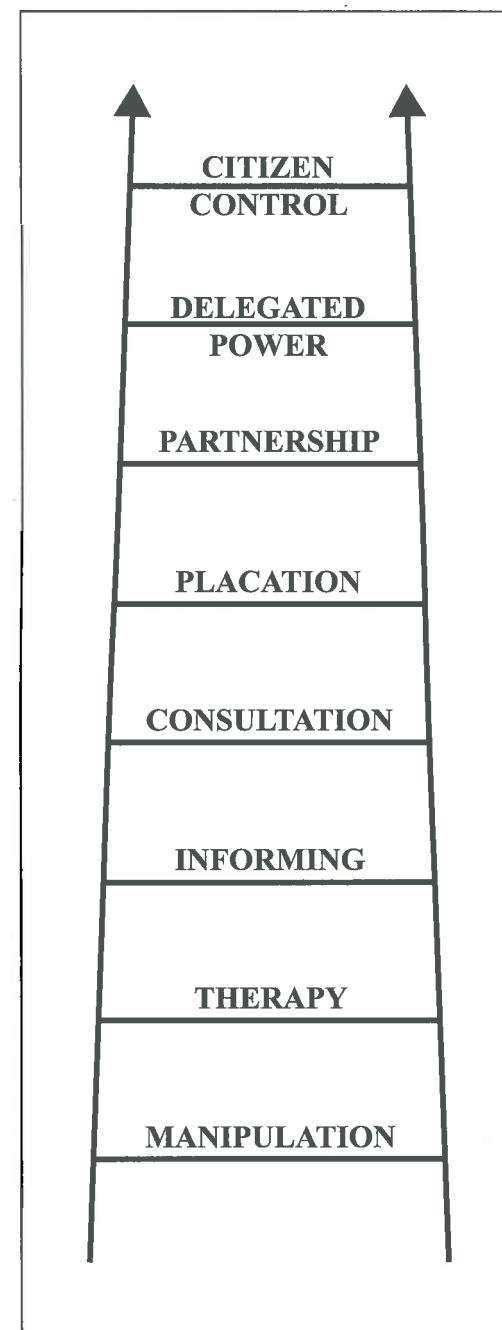 CITIZEN
CONTROL
DELEGATED
POWER
PARTNERSHIP
PLACATION
CONSULTATION
INFORMING
THERAPY
MANIPULATION